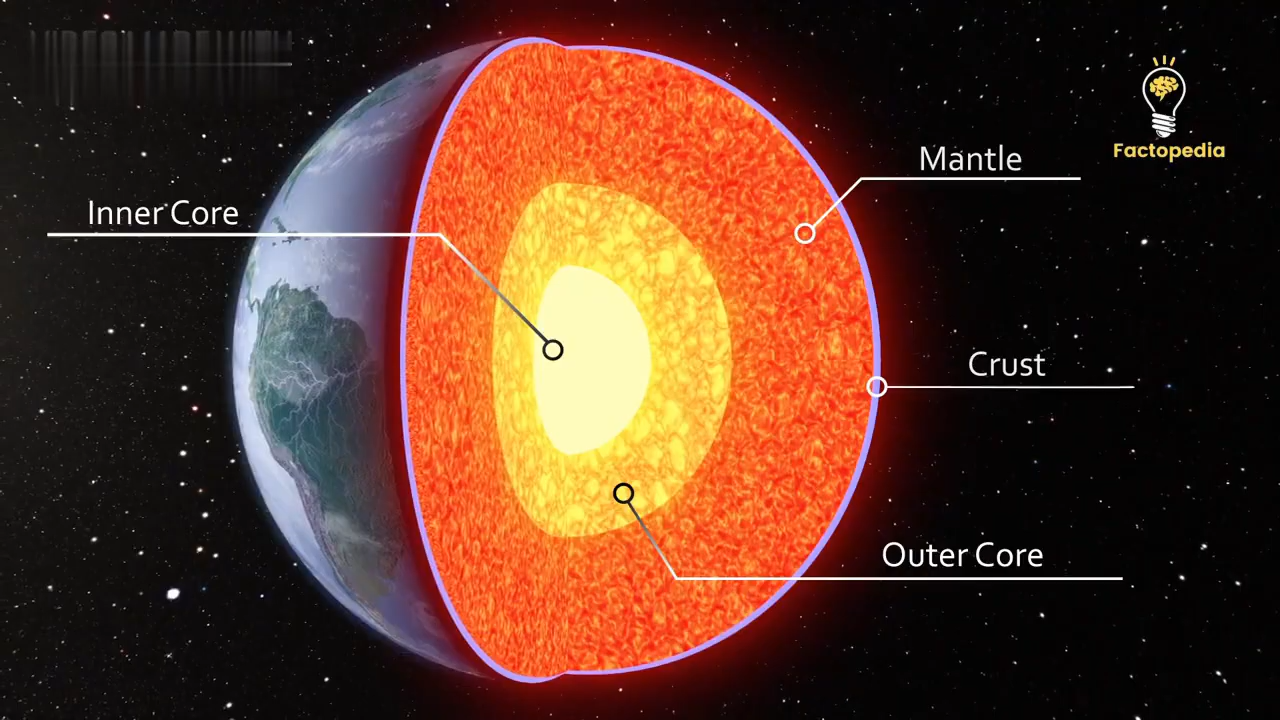 Factopedia
Mantle
Inner Core
Crust
Outer Core